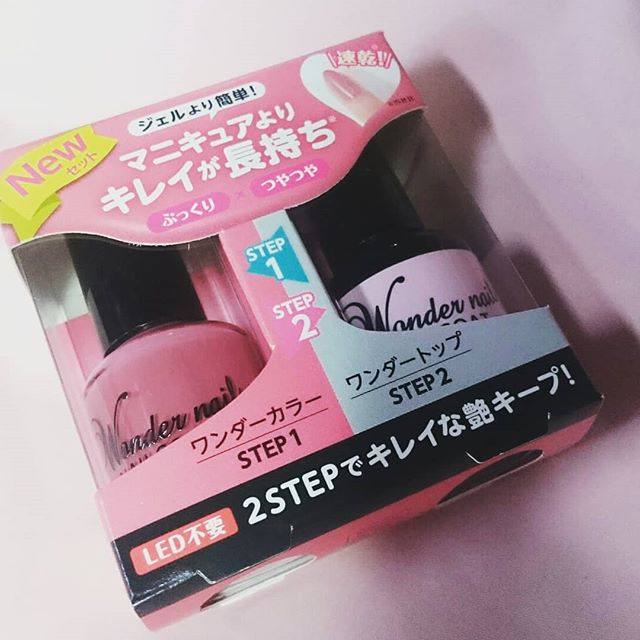 ジェルより簡単!
速乾!!
New
セット
マニキュアより
キレイが長持ち
ぷっくり × つやつや
STEP
1
STEP
2
Wonder nail
Wonder nail
COAT
ワンダーカラー
STEP 1
ワンダートップ
STEP 2
LED不要
2STEPでキレイな艶キープ!